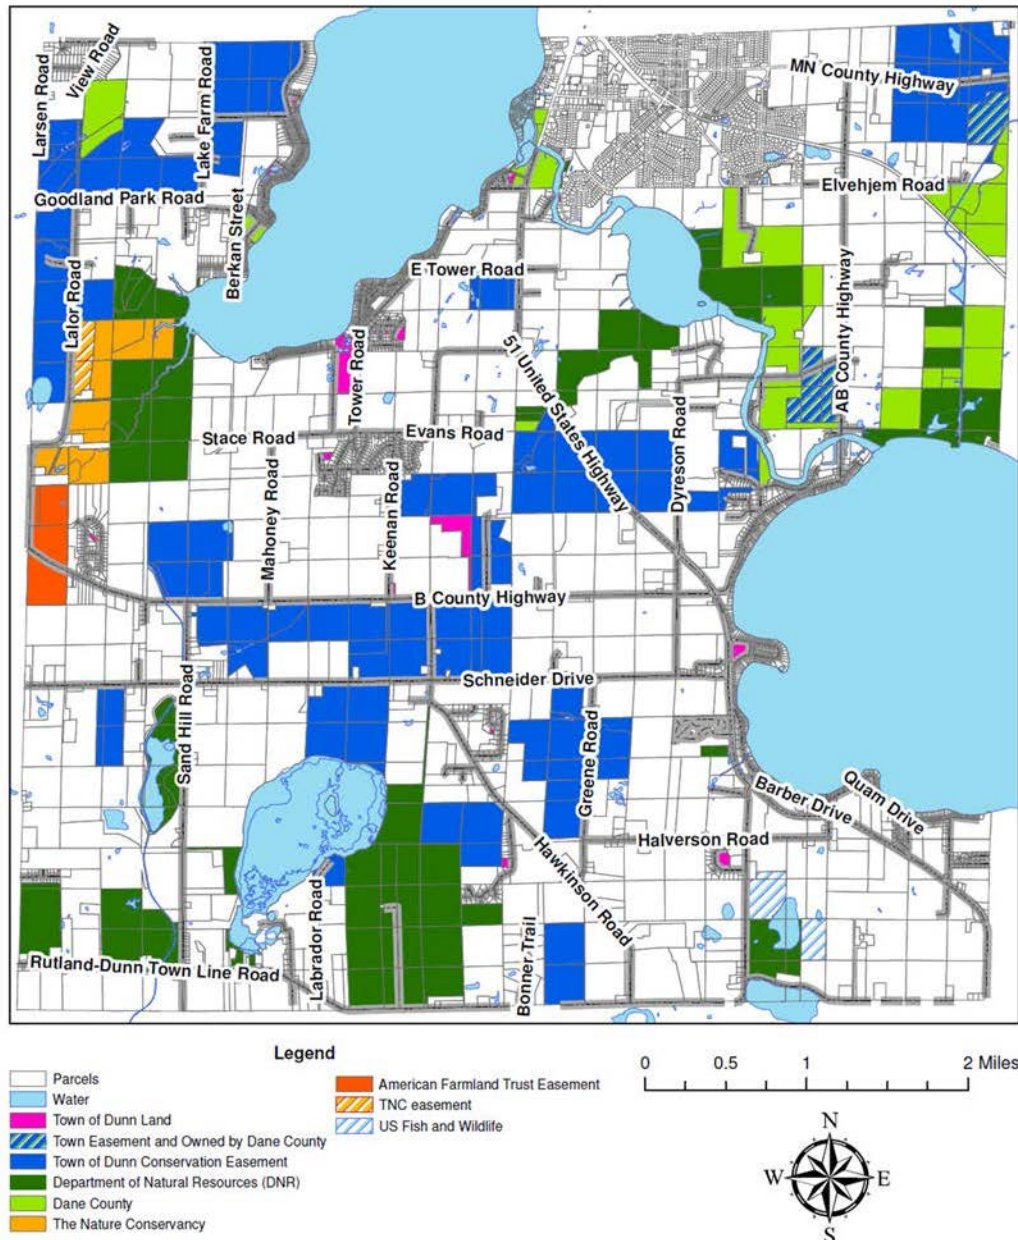 Larsen Road
View Road
Lake Farm Road
MN County Highway
Goodland Park Road
Elvehjem Road
Berkan Street
E Tower Road
Lalor Road
AB County Highway
Tower Road
51 United States Highway
Stace Road
Evans Road
Dyreson Road
Mahoney Road
Keenan Road
B County Highway
Schneider Drive
Sand Hill Road
Greene Road
Barber Drive
Quam Drive
Halverson Road
Hawkinson Road
Labrador Road
Bonner Trail
Rutland-Dunn Town Line Road
Legend
Parcels
Water
Town of Dunn Land
Town Easement and Owned by Dane County
Town of Dunn Conservation Easement
Department of Natural Resources (DNR)
Dane County
The Nature Conservancy
American Farmland Trust Easement
TNC easement
US Fish and Wildlife
0 0.5 1 2 Miles
N
W E
S